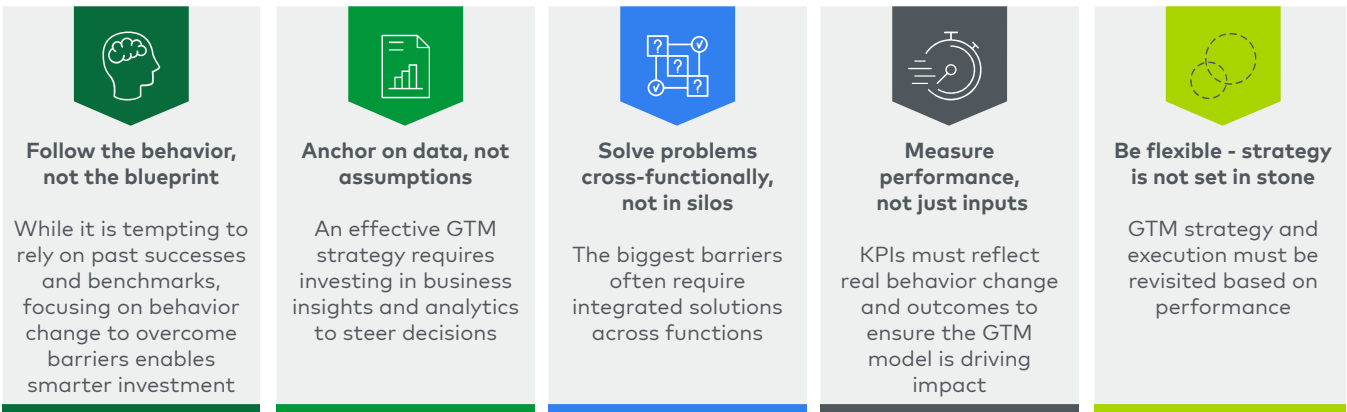 Follow the behavior,
not the blueprint
While it is tempting to
rely on past successes
and benchmarks,
focusing on behavior
change to overcome
barriers enables
smarter investment
Anchor on data, not
assumptions
An effective GTM
strategy requires
investing in business
insights and analytics
to steer decisions
? ?
?
Solve problems
cross-functionally,
not in silos
The biggest barriers
often require
integrated solutions
across functions
Measure
performance,
not just inputs
KPIs must reflect
real behavior change
and outcomes to
ensure the GTM
model is driving
impact
Be flexible - strategy
is not set in stone
GTM strategy and
execution must be
revisited based on
performance